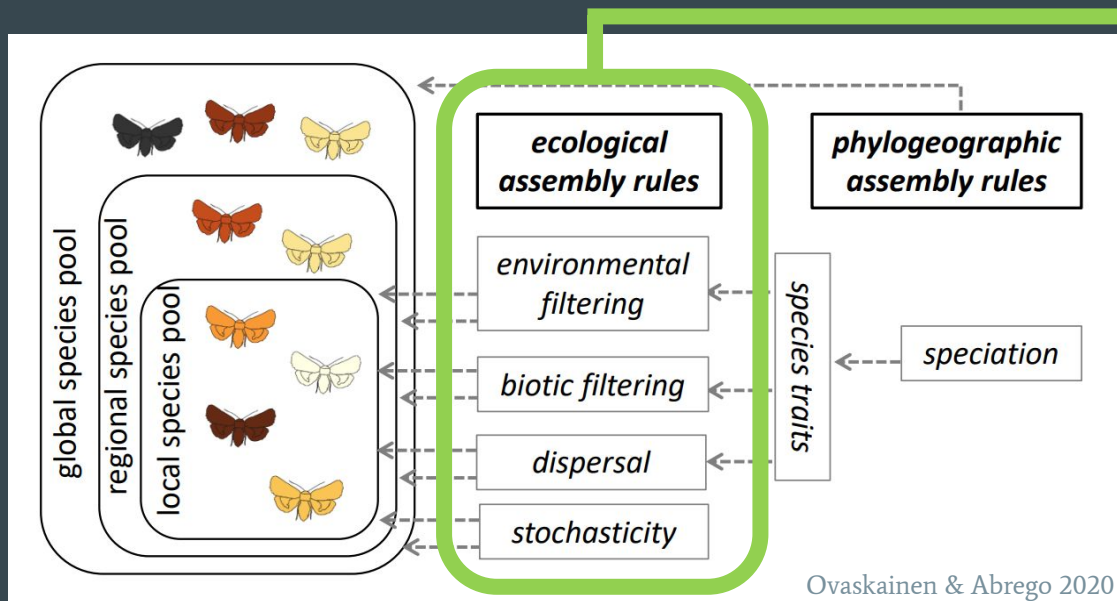 global species pool
regional species pool
local species pool
ecological
assembly rules
environmental
filtering
biotic filtering
dispersal
stochasticity
phylogeographic
assembly rules
species traits
speciation
Ovaskainen & Abrego 2020